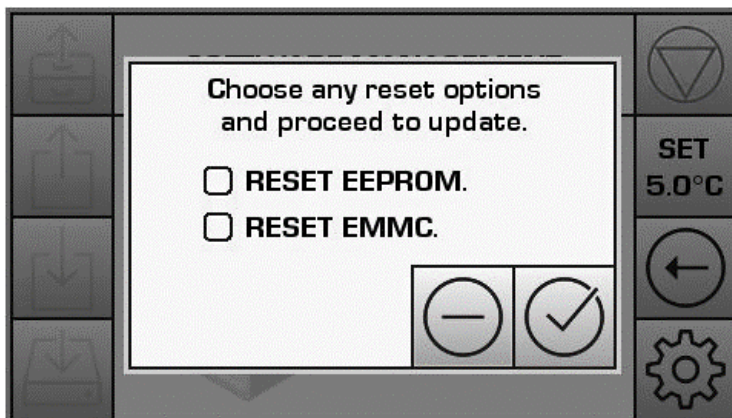 Choose any reset options
and proceed to update.
RESET EEPROM.
RESET EMMC.
SET
5.0°C